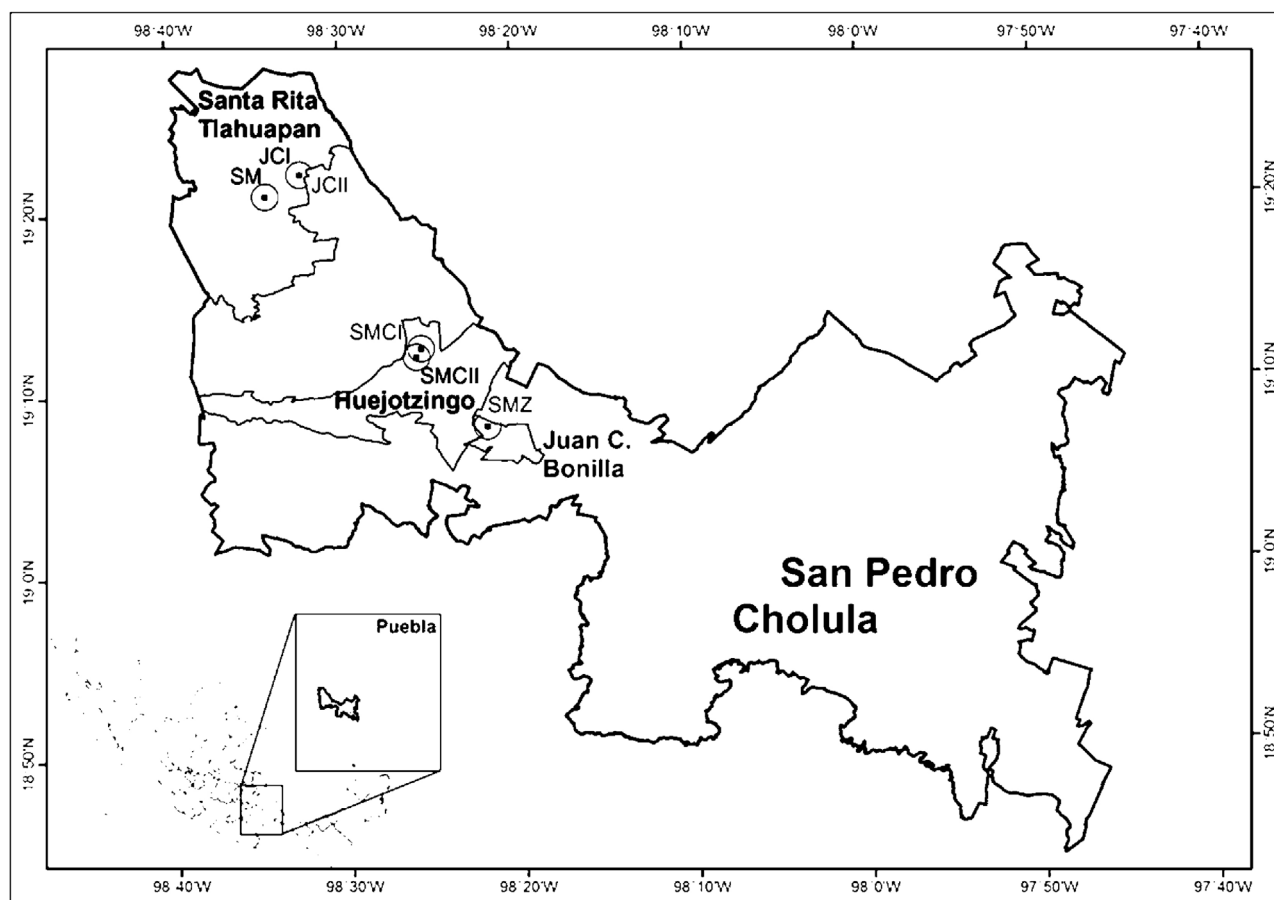 98°40'W 98°30'W 98°20'W 98°10'W 98°0'W 97°50'W 97°40'W
Santa Rita
Tlahuapan
JCI
SM
JCII
19°20'N
19°20'N
SMCI
SMCII
19°10'N
19°10'N
Huejotzingo
SMZ
Juan C.
Bonilla
19°0'N
19°0'N
San Pedro
Cholula
Puebla
18°50'N
18°50'N
98°40'W 98°30'W 98°20'W 98°10'W 98°0'W 97°50'W 97°40'W